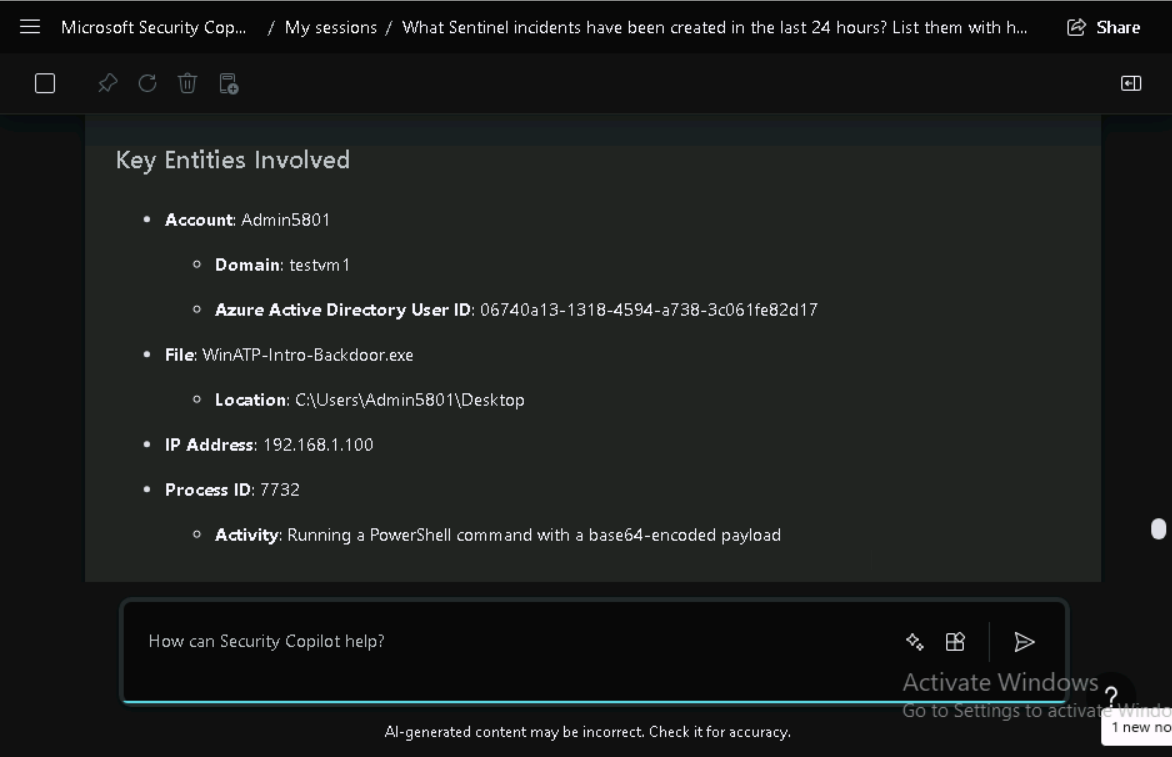 Microsoft Security Cop... / My sessions / What Sentinel incidents have been created in the last 24 hours? List them with h... Share
Key Entities Involved
• Account: Admin5801
○ Domain: testvm1
○ Azure Active Directory User ID: 06740a13-1318-4594-a738-3c061fe82d17
• File: WinATP-Intro-Backdoor.exe
○ Location: C:\Users\Admin5801\Desktop
• IP Address: 192.168.1.100
• Process ID: 7732
○ Activity: Running a PowerShell command with a base64-encoded payload
How can Security Copilot help?
Activate Windows
Go to Settings to activate Windo
?
1 new no
AI-generated content may be incorrect. Check it for accuracy.